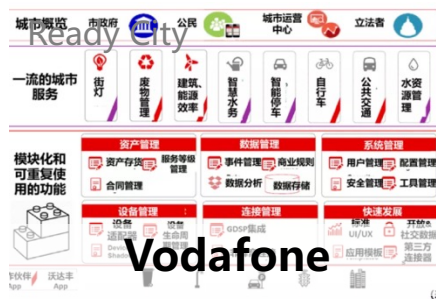 城市概览 市政府 公民 城市运营中心 立法者
Ready City
一流的城市服务
街灯 废物管理 建筑、能源效率 智慧水务 智能停车 自行车 公共交通 水资源管理
模块化和可重复使用的功能
资产管理 数据管理 系统管理
资产存货 服务等级管理 事件管理 商业规则 用户管理 配置管理
合同管理 数据分析 数据存储 安全管理 工具管理
设备管理 连接管理 快速发展
设备适配器 设备生命周期管理 GDSP集成 标准UI/UX 开放&社交数据
应用模板 第三方连接器
Vodafone
沃达丰App